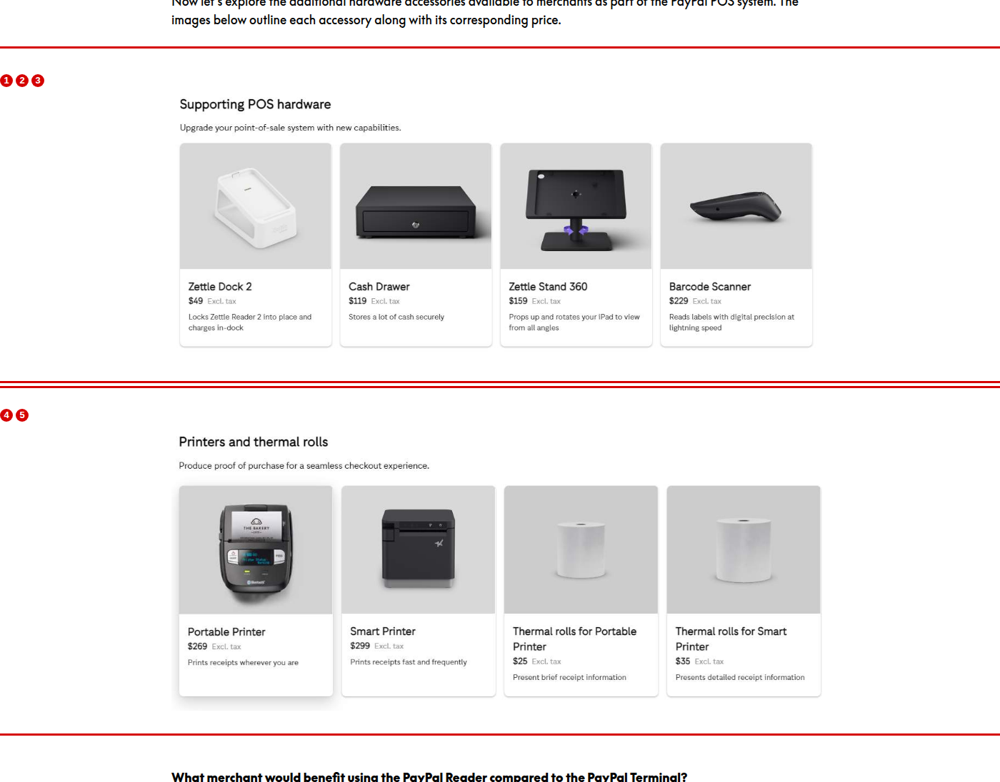 Now let's explore the additional hardware accessories available to merchants as part of the PayPal POS system. The
images below outline each accessory along with its corresponding price.
1 2 3
Supporting POS hardware
Upgrade your point-of-sale system with new capabilities.
Zettle Dock 2
$49 Excl. tax
Locks Zettle Reader 2 into place and
charges in-dock
Cash Drawer
$119 Excl. tax
Stores a lot of cash securely
Zettle Stand 360
$159 Excl. tax
Props up and rotates your iPad to view
from all angles
Barcode Scanner
$229 Excl. tax
Reads labels with digital precision at
lightning speed
4 5
Printers and thermal rolls
Produce proof of purchase for a seamless checkout experience.
THE BAKERY
Bluetooth
Portable Printer
$269 Excl. tax
Prints receipts wherever you are
Smart Printer
$299 Excl. tax
Prints receipts fast and frequently
Thermal rolls for Portable
Printer
$25 Excl. tax
Present brief receipt information
Thermal rolls for Smart
Printer
$35 Excl. tax
Presents detailed receipt information
What merchant would benefit using the PayPal Reader compared to the PayPal Terminal?